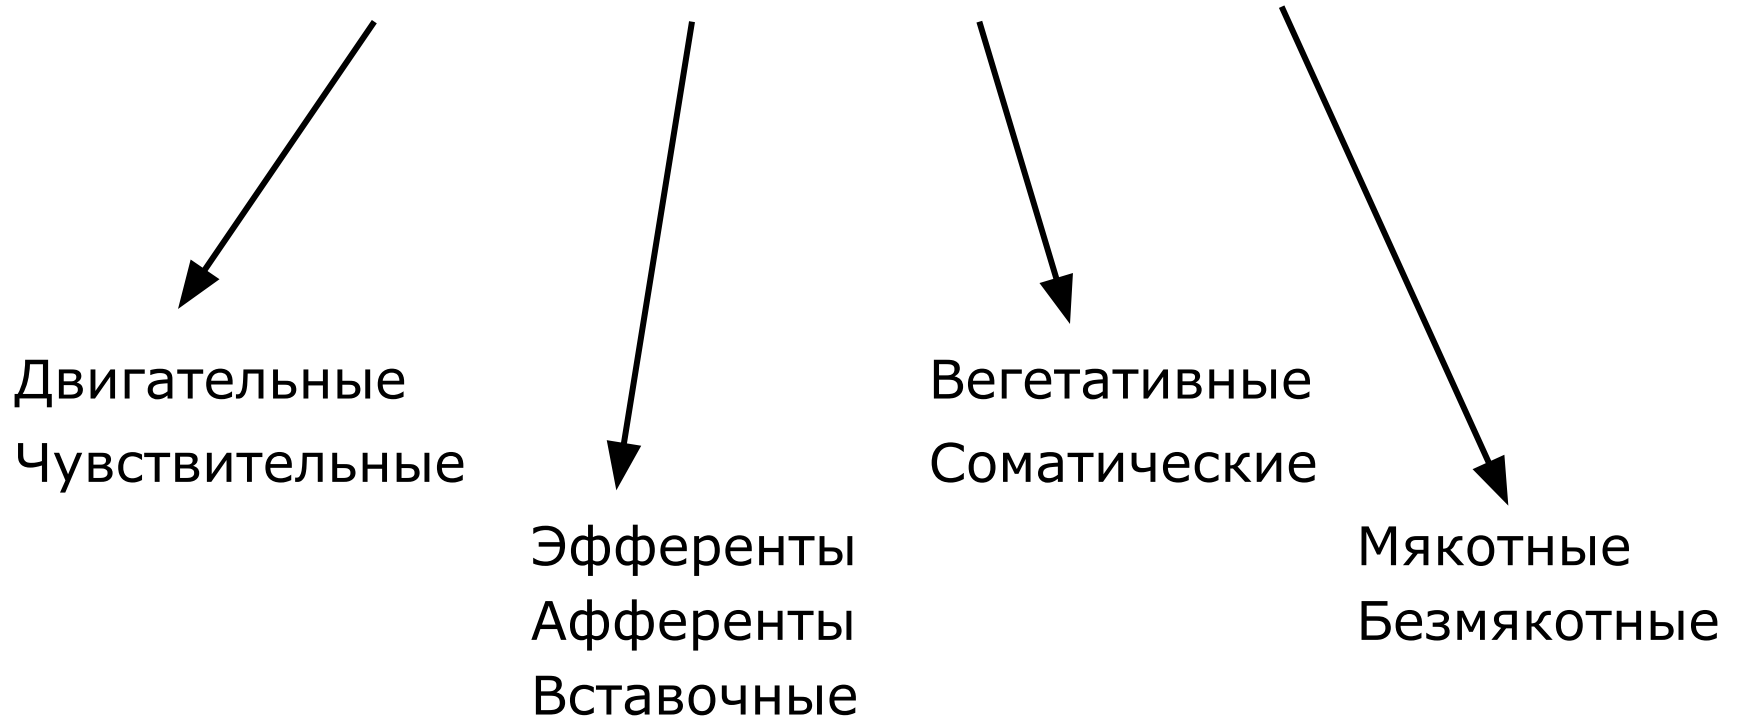 Двигательные
Чувствительные
Эфференты
Афференты
Вставочные
Вегетативные
Соматические
Мякотные
Безмякотные